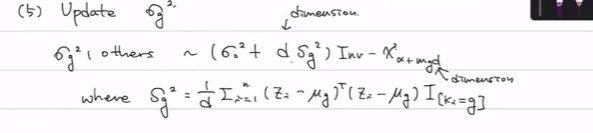 (5) Update σg².
dimension
σg² | others ~ (σ₀² + d Sg²) Inv - χ²α+mgd
dimension
where Sg² = 1/d Σi=1ⁿ (Zi - μg)ᵀ(Zi - μg) I[Ki=g]